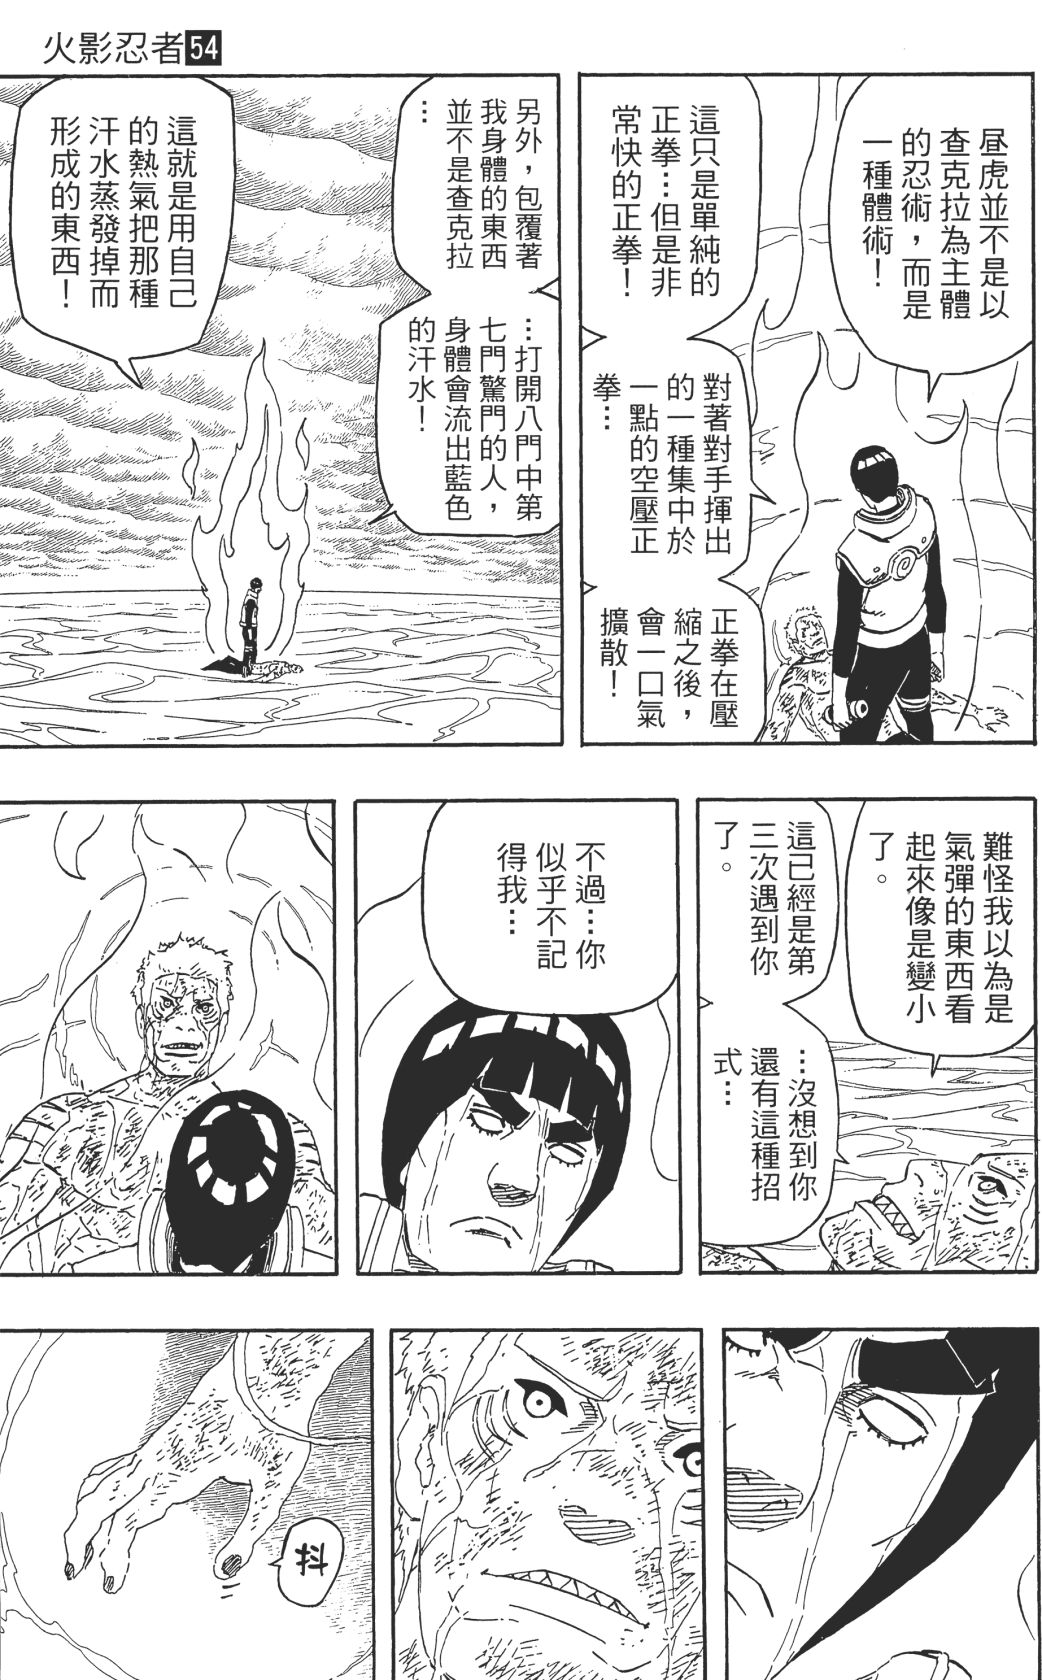 火影忍者54
晝虎並不是以
查克拉為主體
的忍術，而是
一種體術！
這只是單純的
正拳…但是非
常快的正拳！
對著對手揮出
的一種集中於
一點的空壓正
拳…
正拳在壓
縮之後，
會一口氣
擴散！
另外，包覆著
我身體的東西
並不是查克拉
…
…打開八門中第
七門驚門的人，
身體會流出藍色
的汗水！
這就是用自己
的熱氣把那種
汗水蒸發掉而
形成的東西！
難怪我以為是
氣彈的東西看
起來像是變小
了。
這已經是第
三次遇到你
了。
…沒想到你
還有這種招
式…
不過…你
似乎不記
得我…
抖